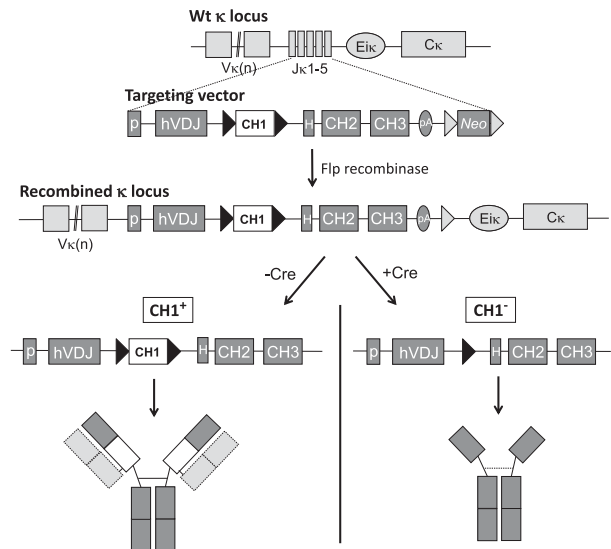 Wt κ locus
Eiκ
Cκ
Vκ(n)
Jκ1-5
Targeting vector
p
hVDJ
CH1
H
CH2
CH3
pA
Neo
Flp recombinase
Recombined κ locus
p
hVDJ
CH1
H
CH2
CH3
pA
Eiκ
Cκ
Vκ(n)
-Cre
+Cre
CH1⁺
CH1⁻
p
hVDJ
CH1
H
CH2
CH3
p
hVDJ
H
CH2
CH3